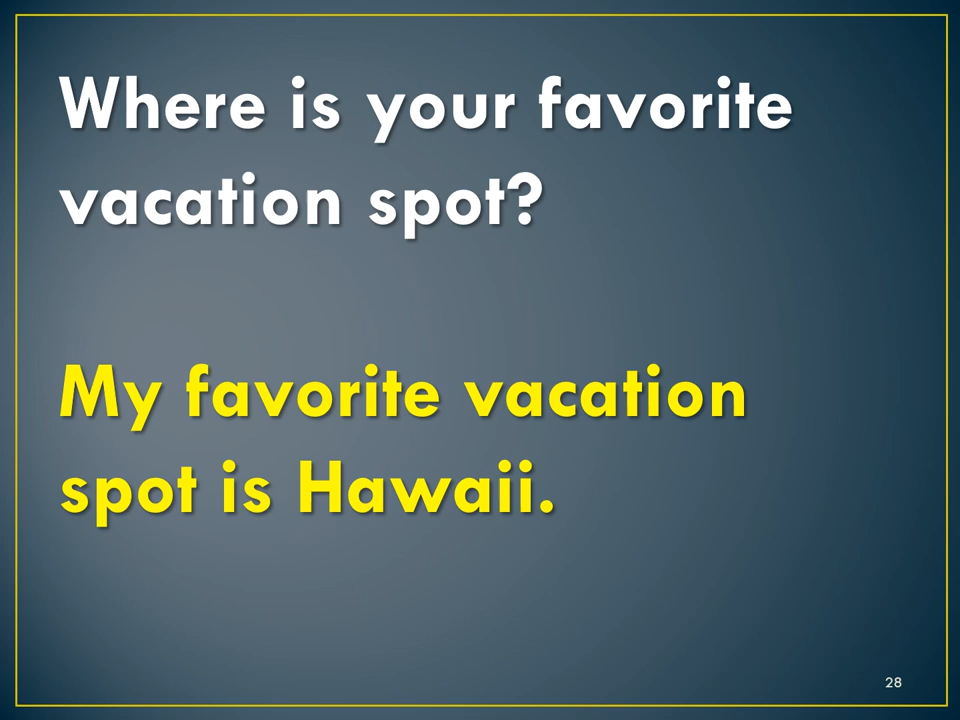 Where is your favorite
vacation spot?
My favorite vacation
spot is Hawaii.
28